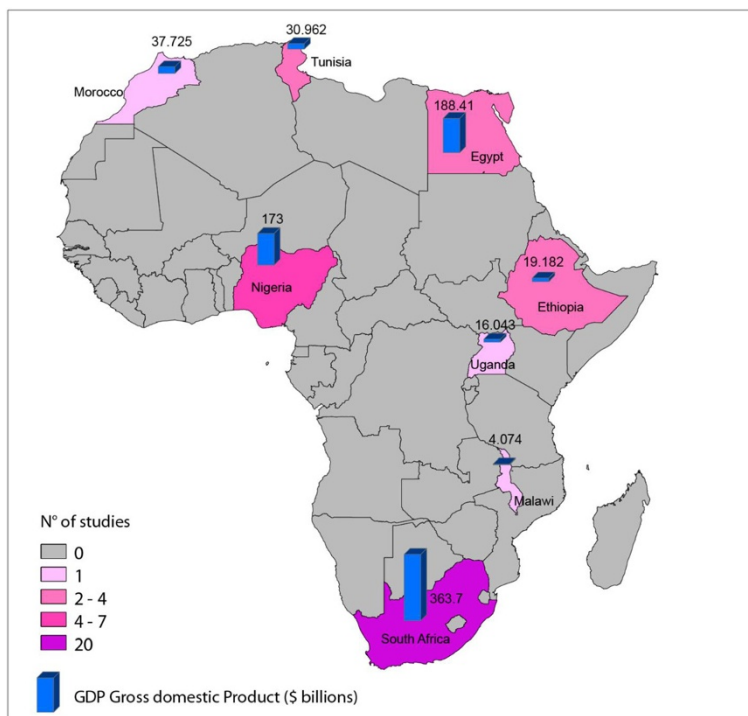 30.962
37.725
Tunisia
Morocco
188.41
Egypt
173
Nigeria
19.182
Ethiopia
16.043
Uganda
4.074
Malawi
363.7
South Africa
N° of studies
0
1
2 - 4
4 - 7
20
GDP Gross domestic Product ($ billions)